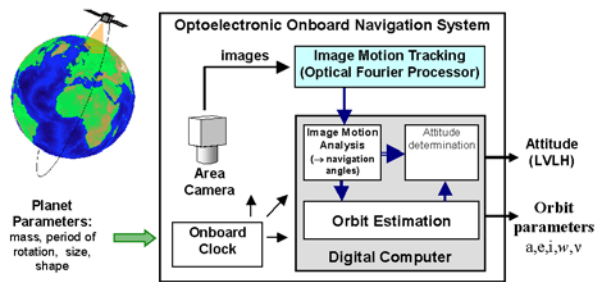 Optoelectronic Onboard Navigation System
images
Image Motion Tracking
(Optical Fourier Processor)
Area
Camera
Image Motion
Analysis
(→ navigation
angles)
Attitude
determination
Attitude
(LVLH)
Planet
Parameters:
mass, period of
rotation, size,
shape
Onboard
Clock
Orbit Estimation
Digital Computer
Orbit
parameters
a,e,i,w,v